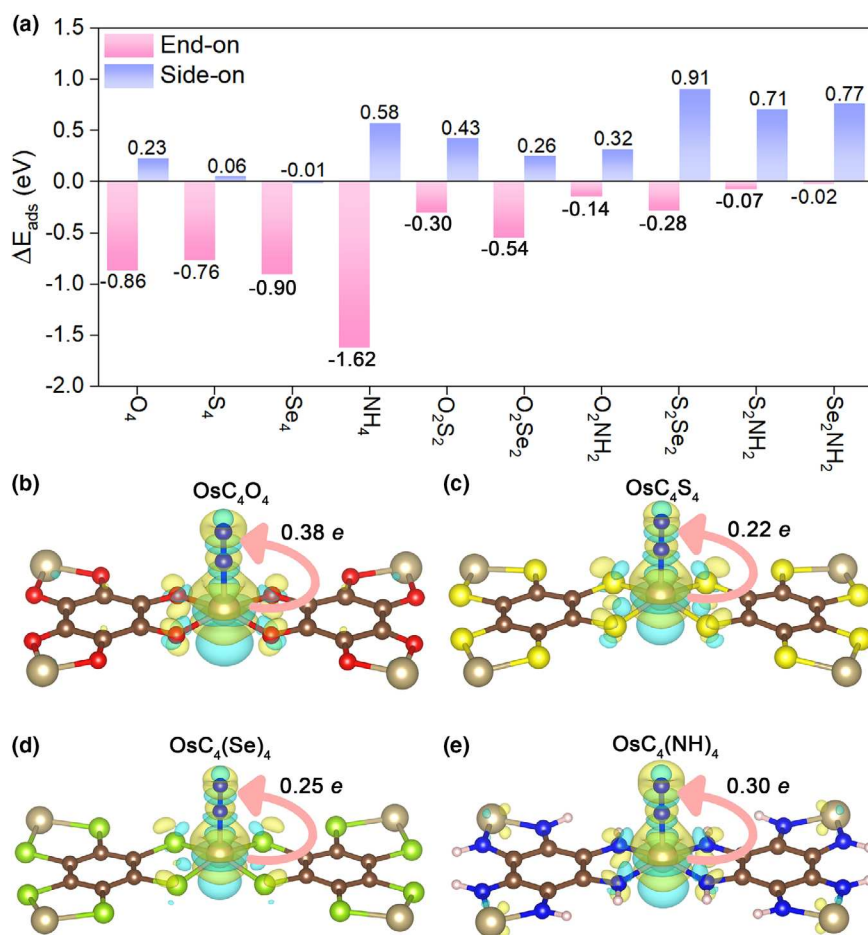 (a)
1.5
1.0
0.5
0.0
-0.5
-1.0
-1.5
-2.0
ΔE_ads (eV)
End-on
Side-on
0.23
0.06
-0.01
0.58
0.43
0.26
0.32
0.91
0.71
0.77
-0.86
-0.76
-0.90
-1.62
-0.30
-0.54
-0.14
-0.28
-0.07
-0.02
O₄
S₄
Se₄
NH₄
O₂S₂
O₂Se₂
O₂NH₂
S₂Se₂
S₂NH₂
Se₂NH₂
(b)
OsC₄O₄
0.38 e
(c)
OsC₄S₄
0.22 e
(d)
OsC₄(Se)₄
0.25 e
(e)
OsC₄(NH)₄
0.30 e